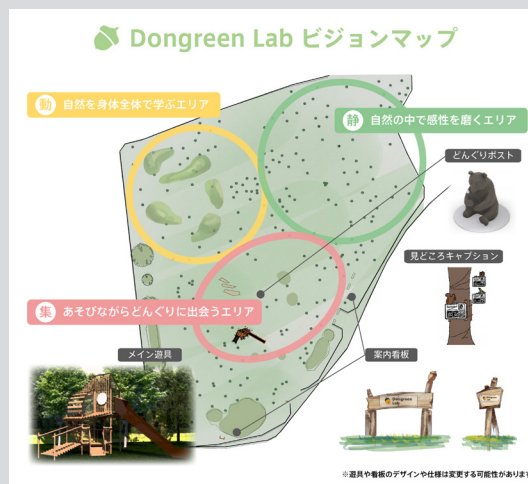 Dongreen Lab ビジョンマップ
動 自然を身体全体で学ぶエリア
静 自然の中で感性を磨くエリア
どんぐりポスト
見どころキャプション
集 あそびながらどんぐりに出会うエリア
メイン遊具
案内看板
Dongreen
Lab
※遊具や看板のデザインや仕様は変更する可能性があります